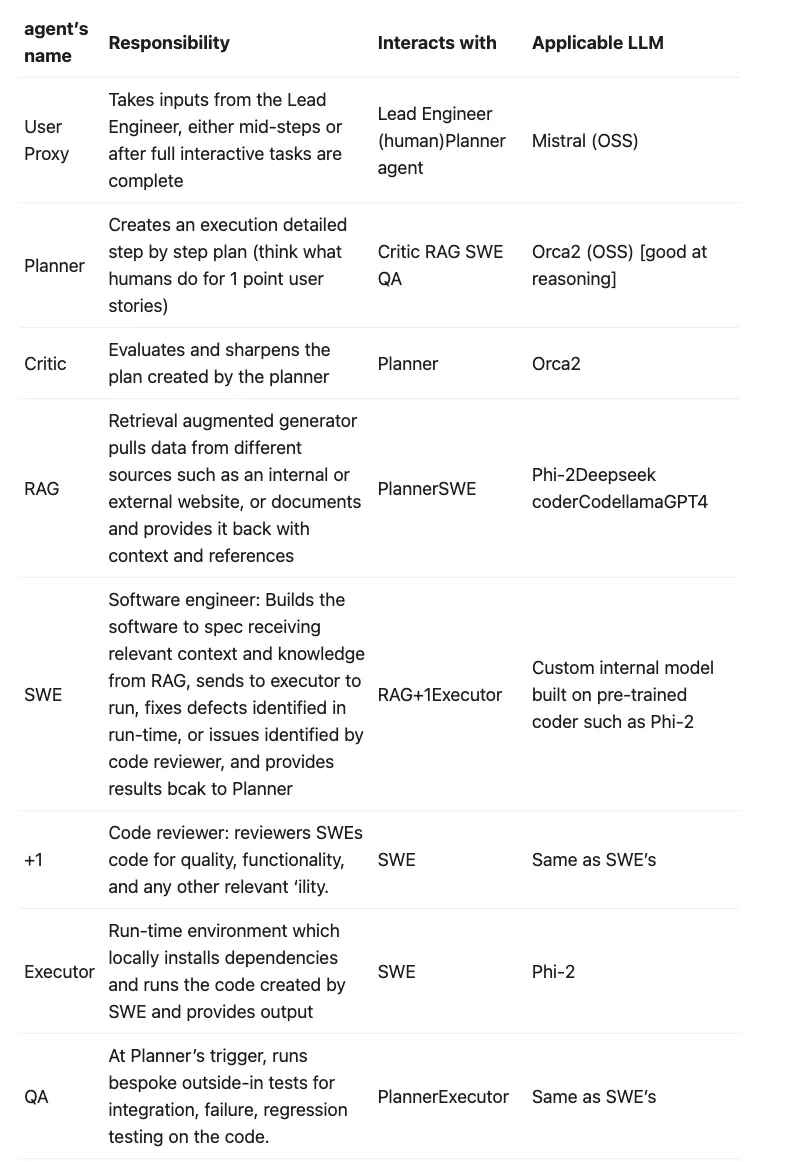 agent’s name
Responsibility
Interacts with
Applicable LLM
User Proxy
Takes inputs from the Lead
Engineer, either mid-steps or
after full interactive tasks are
complete
Lead Engineer
(human)Planner
agent
Mistral (OSS)
Planner
Creates an execution detailed
step by step plan (think what
humans do for 1 point user
stories)
Critic RAG SWE
QA
Orca2 (OSS) [good at
reasoning]
Critic
Evaluates and sharpens the
plan created by the planner
Planner
Orca2
RAG
Retrieval augmented generator
pulls data from different
sources such as an internal or
external website, or documents
and provides it back with
context and references
PlannerSWE
Phi-2Deepseek
coderCodellamaGPT4
SWE
Software engineer: Builds the
software to spec receiving
relevant context and knowledge
from RAG, sends to executor to
run, fixes defects identified in
run-time, or issues identified by
code reviewer, and provides
results bcak to Planner
RAG+1Executor
Custom internal model
built on pre-trained
coder such as Phi-2
+1
Code reviewer: reviewers SWEs
code for quality, functionality,
and any other relevant ‘ility.
SWE
Same as SWE’s
Executor
Run-time environment which
locally installs dependencies
and runs the code created by
SWE and provides output
SWE
Phi-2
QA
At Planner’s trigger, runs
bespoke outside-in tests for
integration, failure, regression
testing on the code.
PlannerExecutor
Same as SWE’s